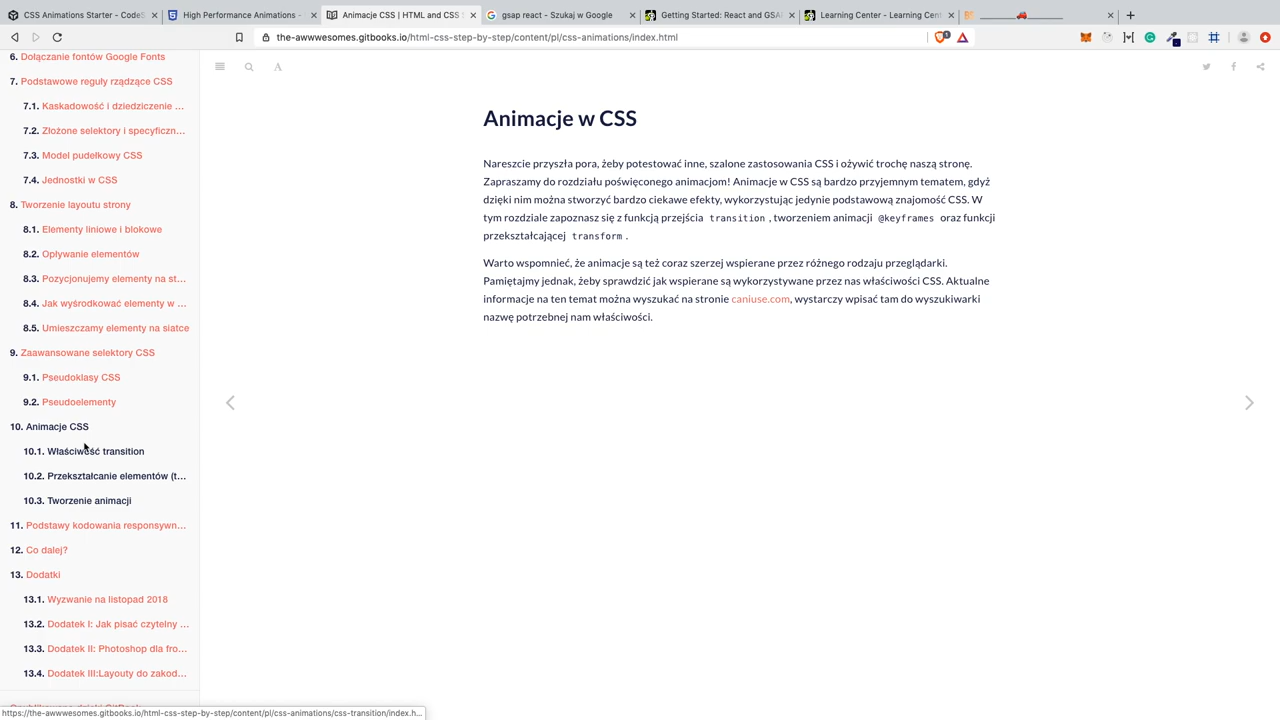 CSS Animations Starter - CodeS
High Performance Animations -
Animacje CSS | HTML and CSS
gsap react - Szukaj w Google
Getting Started: React and GSA
Learning Center - Learning Cent
the-awwwesomes.gitbooks.io/html-css-step-by-step/content/pl/css-animations/index.html
6. Dołączanie fontów Google Fonts
7. Podstawowe reguły rządzące CSS
7.1. Kaskadowość i dziedziczenie ...
7.2. Złożone selektory i specyficzn...
7.3. Model pudełkowy CSS
7.4. Jednostki w CSS
8. Tworzenie layoutu strony
8.1. Elementy liniowe i blokowe
8.2. Opływanie elementów
8.3. Pozycjonujemy elementy na st...
8.4. Jak wyśrodkować elementy w ...
8.5. Umieszczamy elementy na siatce
9. Zaawansowane selektory CSS
9.1. Pseudoklasy CSS
9.2. Pseudoelementy
10. Animacje CSS
10.1. Właściwość transition
10.2. Przekształcanie elementów (t...
10.3. Tworzenie animacji
11. Podstawy kodowania responsywn...
12. Co dalej?
13. Dodatki
13.1. Wyzwanie na listopad 2018
13.2. Dodatek I: Jak pisać czytelny ...
13.3. Dodatek II: Photoshop dla fro...
13.4. Dodatek III:Layouty do zakod...
Animacje w CSS
Nareszcie przyszła pora, żeby potestować inne, szalone zastosowania CSS i ożywić trochę naszą stronę.
Zapraszamy do rozdziału poświęconego animacjom! Animacje w CSS są bardzo przyjemnym tematem, gdyż
dzięki nim można stworzyć bardzo ciekawe efekty, wykorzystując jedynie podstawową znajomość CSS. W
tym rozdziale zapoznasz się z funkcją przejścia transition, tworzeniem animacji @keyframes oraz funkcji
przekształcającej transform.
Warto wspomnieć, że animacje są też coraz szerzej wspierane przez różnego rodzaju przeglądarki.
Pamiętajmy jednak, żeby sprawdzić jak wspierane są wykorzystywane przez nas właściwości CSS. Aktualne
informacje na ten temat można wyszukać na stronie caniuse.com, wystarczy wpisać tam do wyszukiwarki
nazwę potrzebnej nam właściwości.
https://the-awwwesomes.gitbooks.io/html-css-step-by-step/content/pl/css-animations/css-transition/index.h...